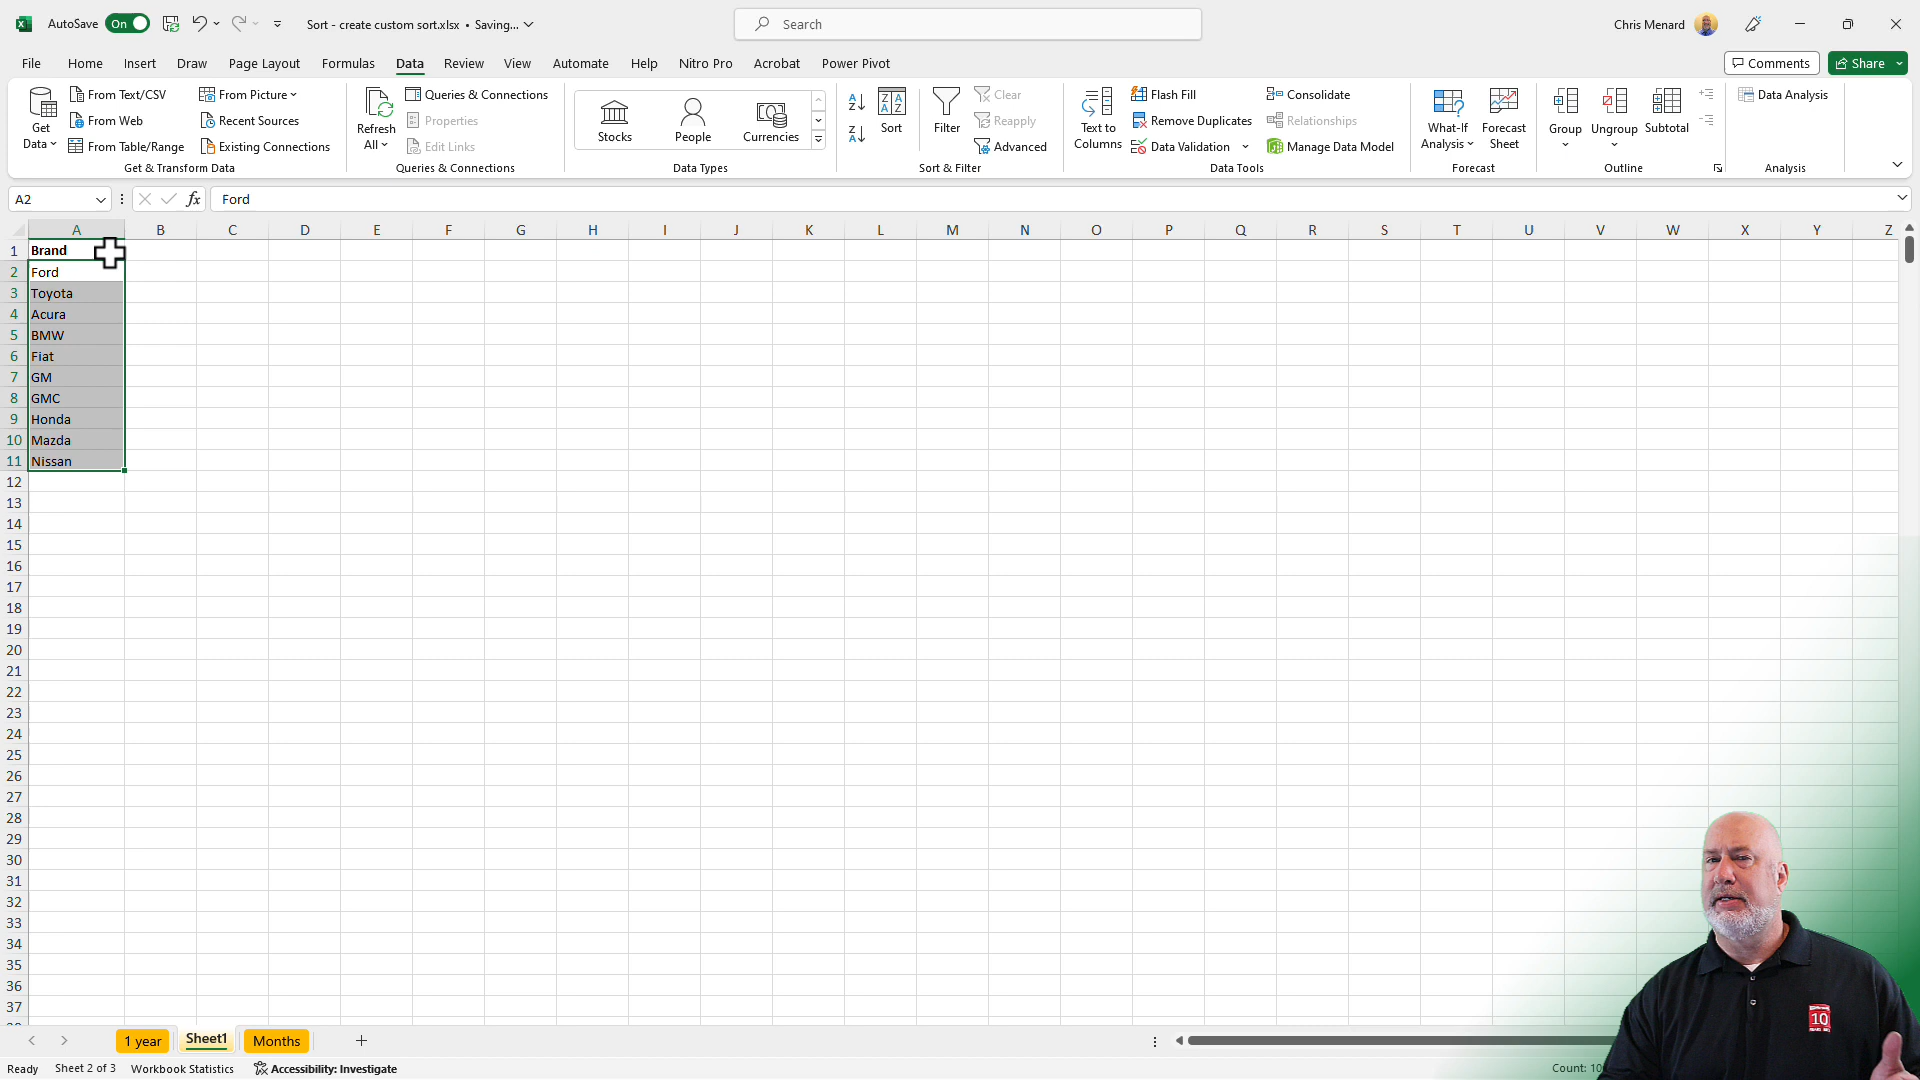 AutoSave On Sort - create custom sort.xlsx • Saving... Search Chris Menard
File Home Insert Draw Page Layout Formulas Data Review View Automate Help Nitro Pro Acrobat Power Pivot Comments Share
Get Data
From Text/CSV
From Web
From Table/Range
From Picture
Recent Sources
Existing Connections
Get & Transform Data
Refresh All
Queries & Connections
Properties
Edit Links
Queries & Connections
Stocks
People
Currencies
Data Types
Sort
Filter
Clear
Reapply
Advanced
Sort & Filter
Text to Columns
Flash Fill
Remove Duplicates
Data Validation
Consolidate
Relationships
Manage Data Model
Data Tools
What-If Analysis
Forecast Sheet
Forecast
Group
Ungroup
Subtotal
Outline
Data Analysis
Analysis
A2 fx Ford
A B C D E F G H I J K L M N O P Q R S T U V W X Y Z
1 Brand
2 Ford
3 Toyota
4 Acura
5 BMW
6 Fiat
7 GM
8 GMC
9 Honda
10 Mazda
11 Nissan
12
13
14
15
16
17
18
19
20
21
22
23
24
25
26
27
28
29
30
31
32
33
34
35
36
37
10
1 year Sheet1 Months
Ready Sheet 2 of 3 Workbook Statistics Accessibility: Investigate Count: